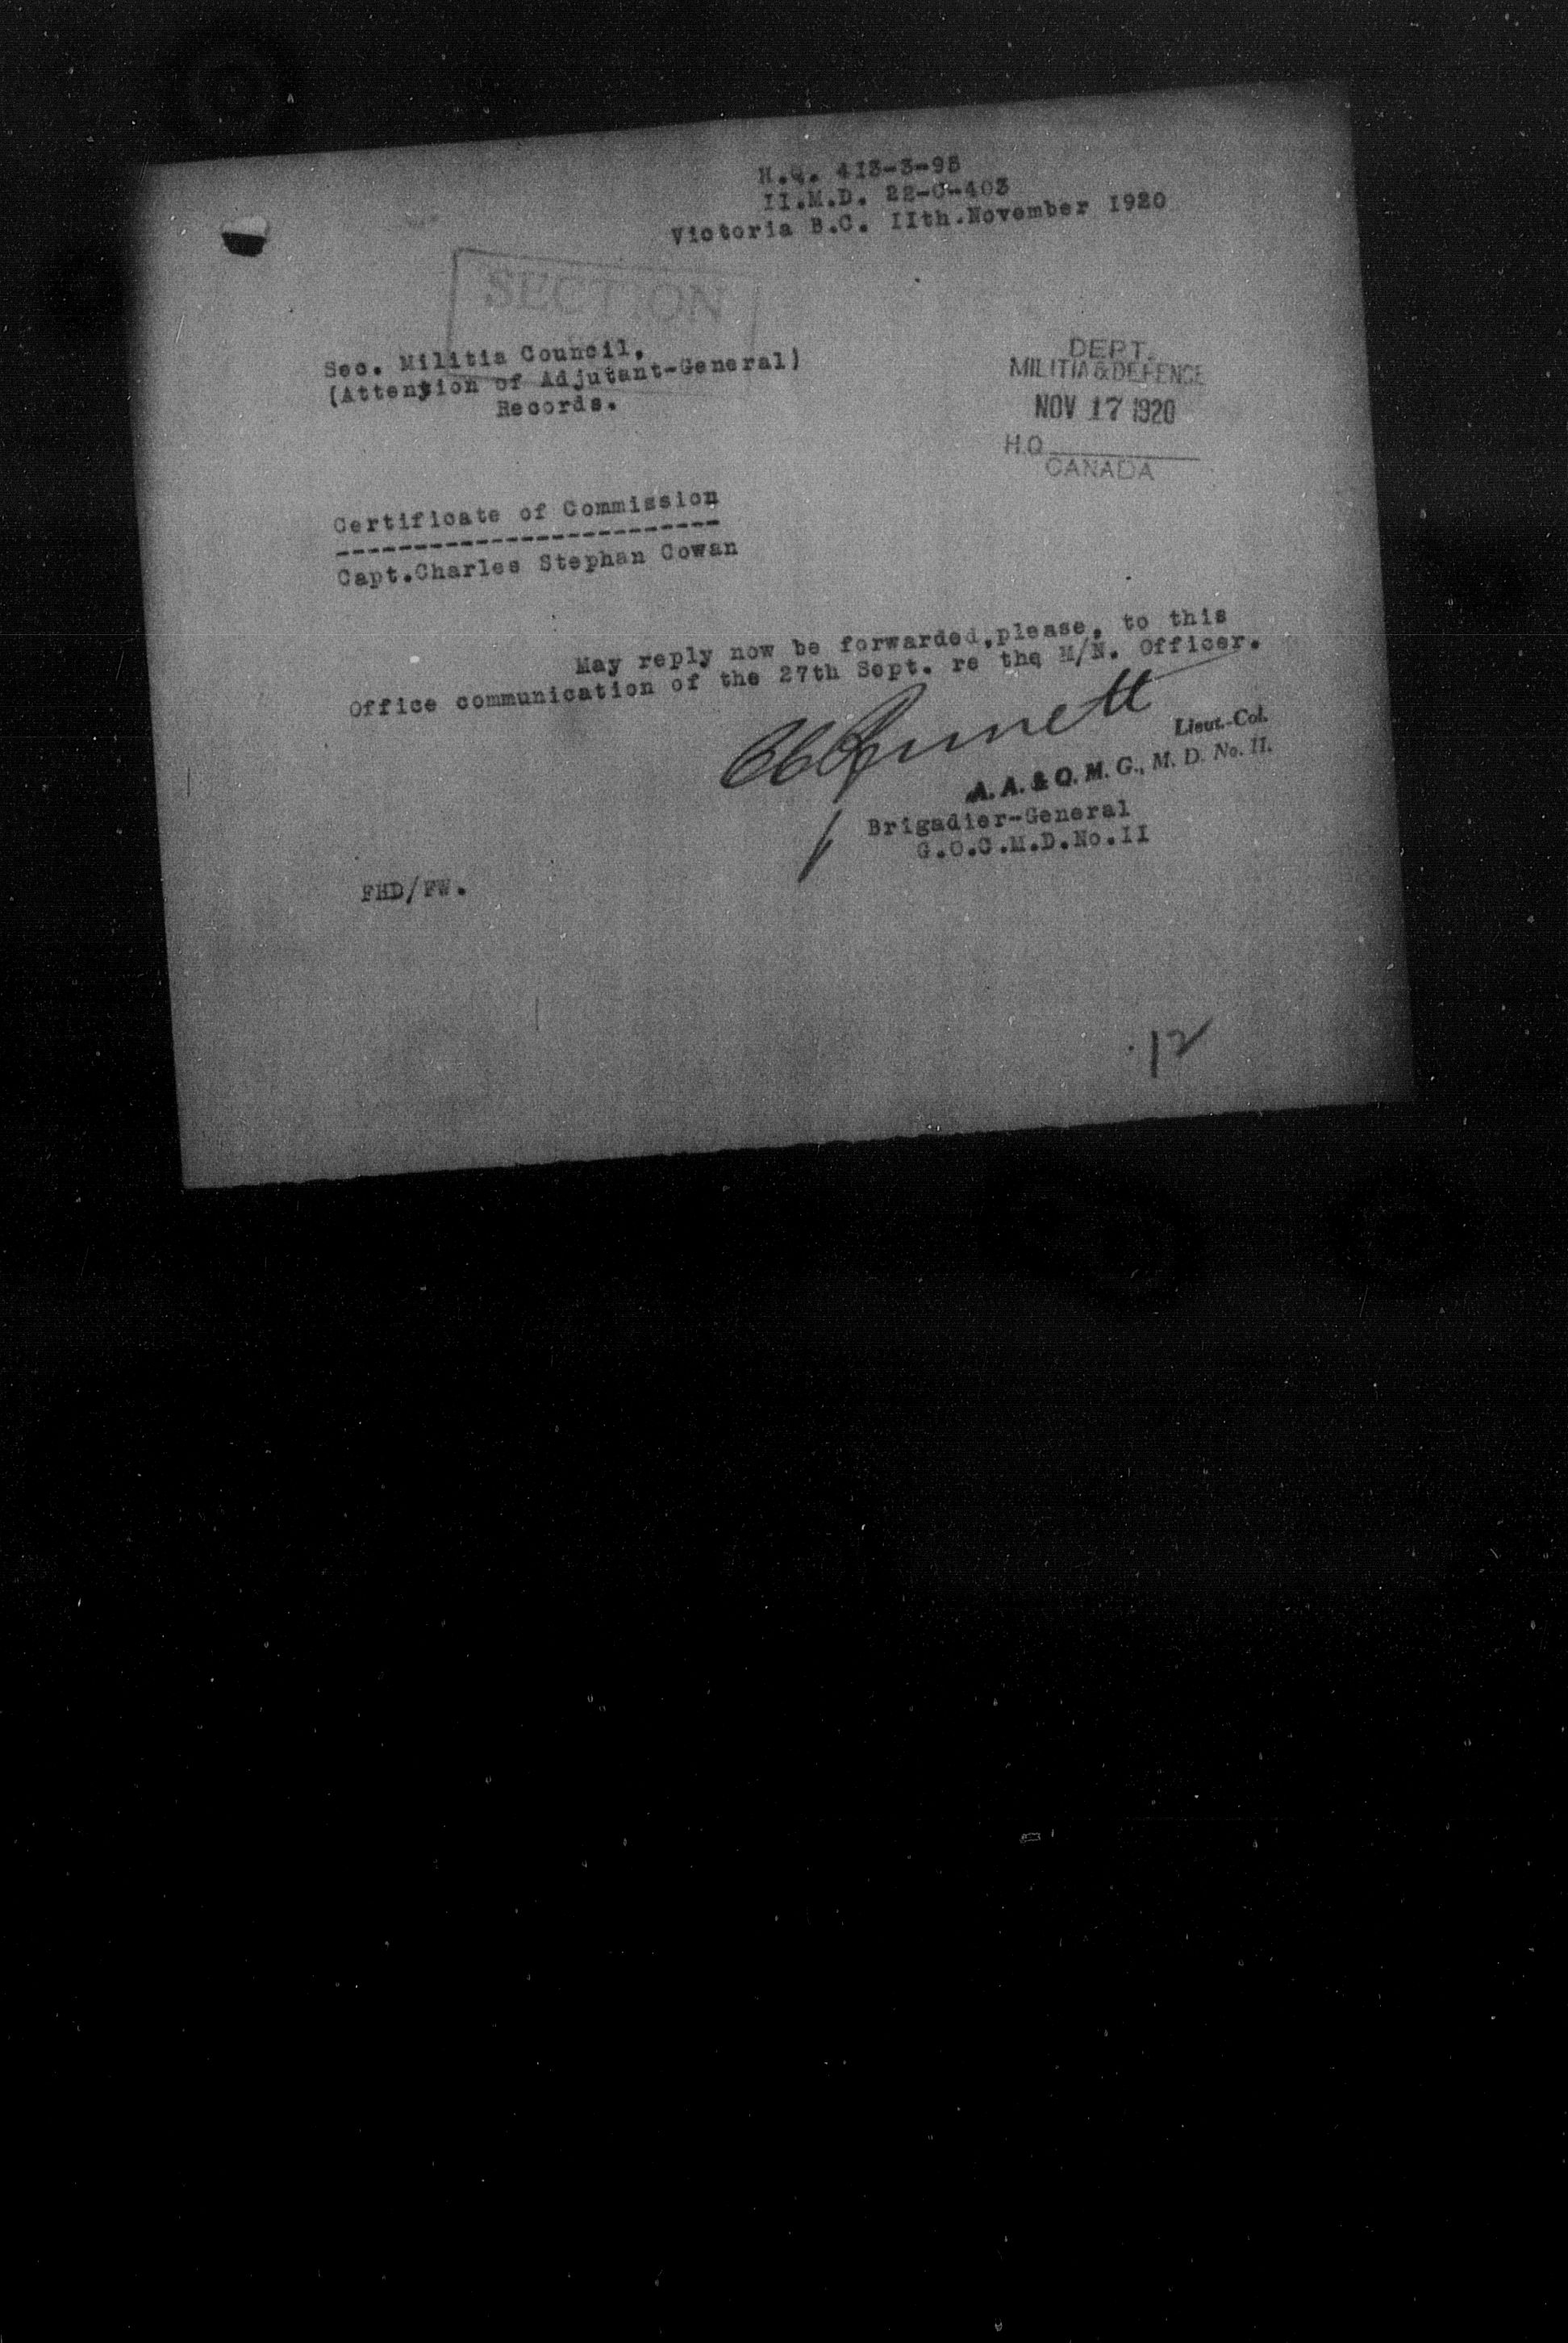 H.Q. 413-3-95
II.M.D. 22-C-403
Victoria B.C. IIth.November 1920
SECTION
Sec. Militia Council,
(Attention of Adjutant-General)
Records.
DEPT.
MILITIA & DEFENCE
NOV 17 1920
H.Q.
CANADA
Certificate of Commission
-------------------------
Capt.Charles Stephan Cowan
May reply now be forwarded,please, to this
Office communication of the 27th Sept. re the M/N. Officer.
Lieut.-Col.
A. A. & Q. M. G., M. D. No. 11.
Brigadier-General
G.O.C.M.D.No.II
FHD/FW.
12